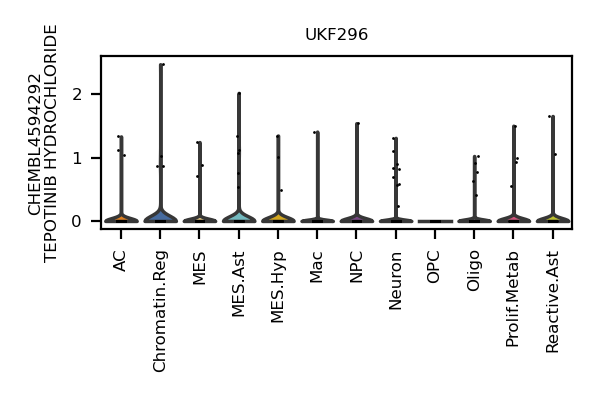 UKF296
CHEMBL4594292
TEPOTINIB HYDROCHLORIDE
2
1
0
AC
Chromatin.Reg
MES
MES.Ast
MES.Hyp
Mac
NPC
Neuron
OPC
Oligo
Prolif.Metab
Reactive.Ast